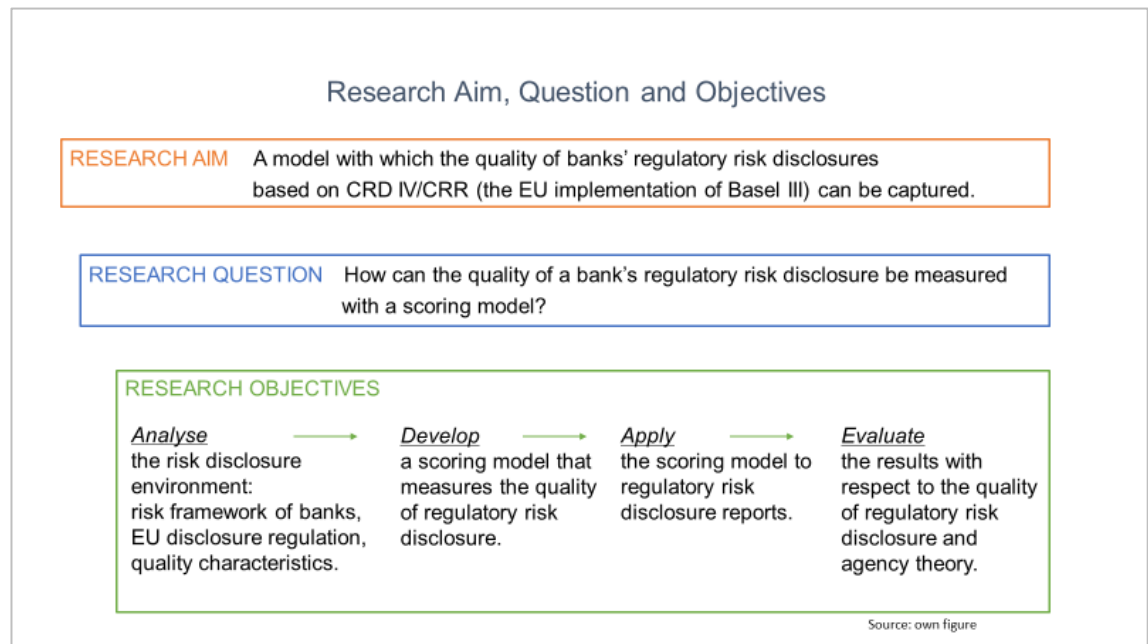 Research Aim, Question and Objectives
RESEARCH AIM A model with which the quality of banks' regulatory risk disclosures
based on CRD IV/CRR (the EU implementation of Basel III) can be captured.
RESEARCH QUESTION How can the quality of a bank's regulatory risk disclosure be measured
with a scoring model?
RESEARCH OBJECTIVES
Analyse
the risk disclosure
environment:
risk framework of banks,
EU disclosure regulation,
quality characteristics.
Develop
a scoring model that
measures the quality
of regulatory risk
disclosure.
Apply
the scoring model to
regulatory risk
disclosure reports.
Evaluate
the results with
respect to the quality
of regulatory risk
disclosure and
agency theory.
Source: own figure